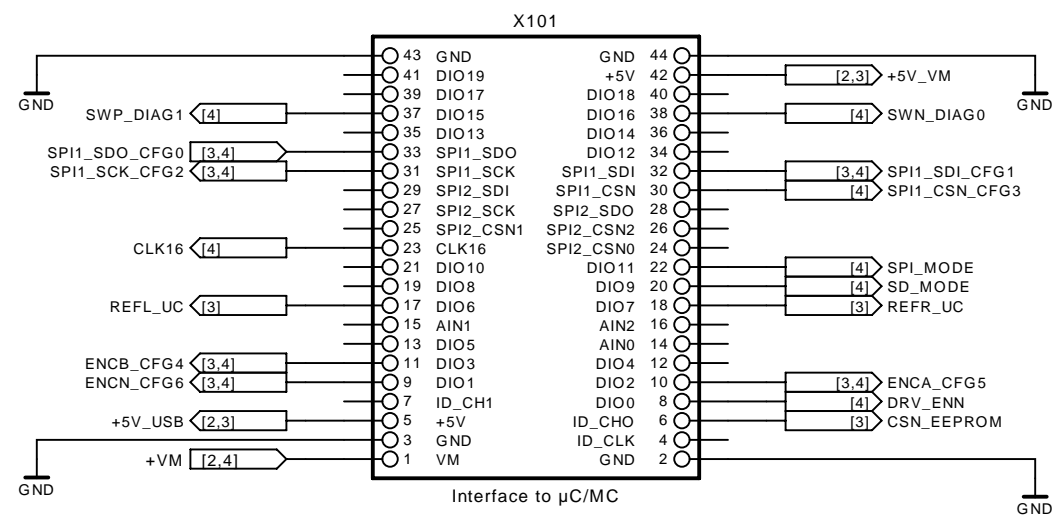 X101
43 GND GND 44
41 DIO19 +5V 42 [2,3] +5V_VM
39 DIO17 DIO18 40
GND GND
SWP_DIAG1 [4] 37 DIO15 DIO16 38 [4] SWN_DIAG0
35 DIO13 DIO14 36
SPI1_SDO_CFG0 [3,4] 33 SPI1_SDO DIO12 34
SPI1_SCK_CFG2 [3,4] 31 SPI1_SCK SPI1_SDI 32 [3,4] SPI1_SDI_CFG1
29 SPI2_SDI SPI1_CSN 30 [4] SPI1_CSN_CFG3
27 SPI2_SCK SPI2_SDO 28
25 SPI2_CSN1 SPI2_CSN2 26
CLK16 [4] 23 CLK16 SPI2_CSN0 24
21 DIO10 DIO11 22 [4] SPI_MODE
19 DIO8 DIO9 20 [4] SD_MODE
REFL_UC [3] 17 DIO6 DIO7 18 [3] REFR_UC
15 AIN1 AIN2 16
13 DIO5 AIN0 14
ENCB_CFG4 [3,4] 11 DIO3 DIO4 12
ENCN_CFG6 [3,4] 9 DIO1 DIO2 10 [3,4] ENCA_CFG5
7 ID_CH1 DIO0 8 [4] DRV_ENN
+5V_USB [2,3] 5 +5V ID_CHO 6 [3] CSN_EEPROM
3 GND ID_CLK 4
+VM [2,4] 1 VM GND 2
GND
Interface to µC/MC
GND